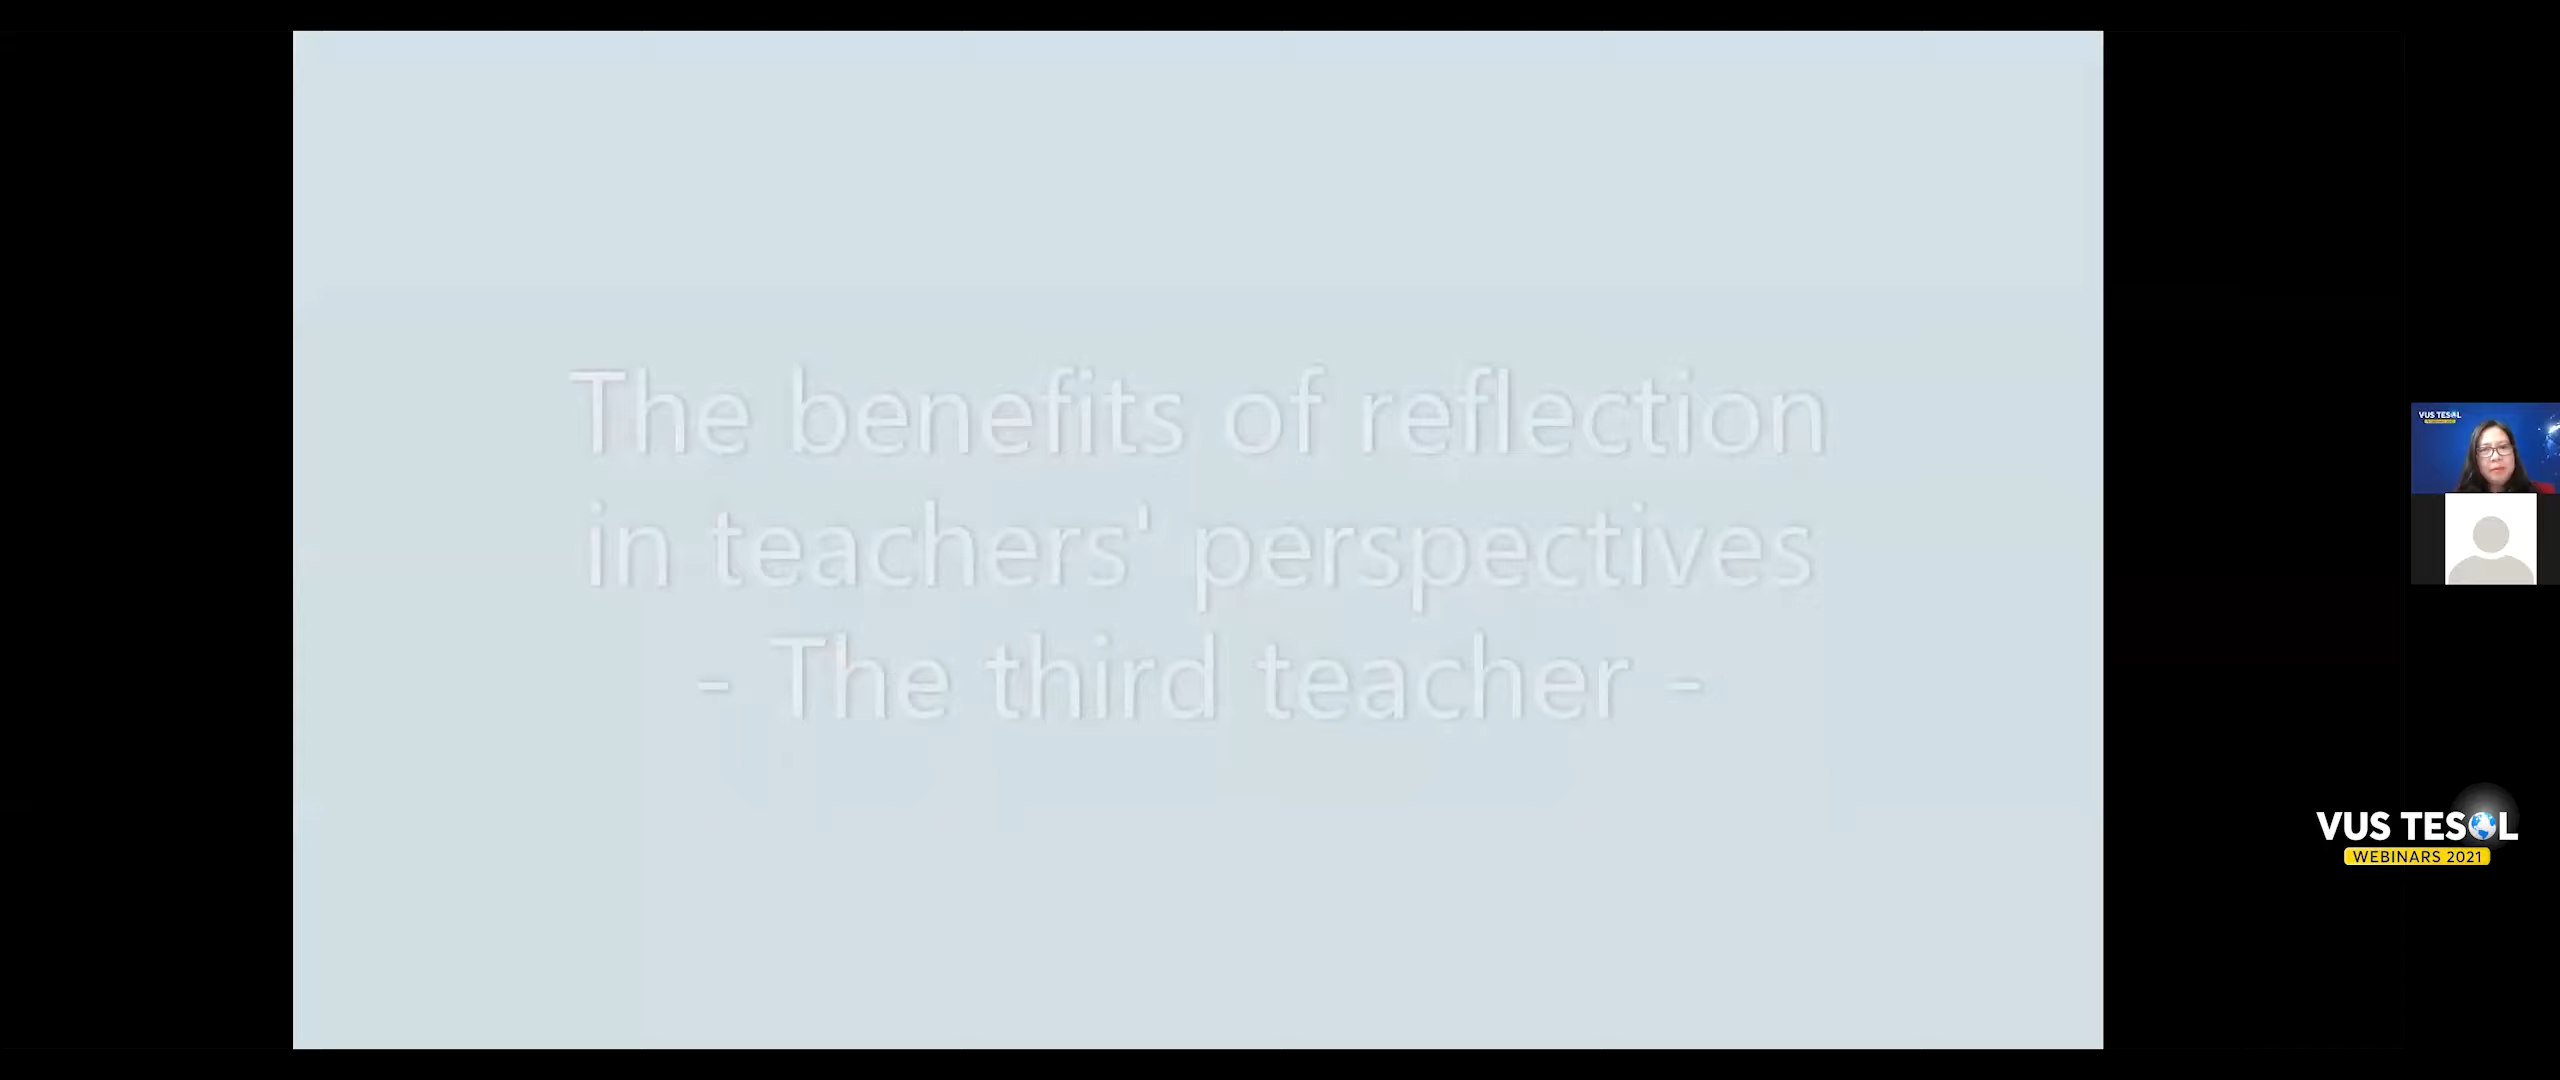 The benefits of reflection
in teachers' perspectives
- The third teacher -
VUS TESOL
VUS TESOL
WEBINARS 2021